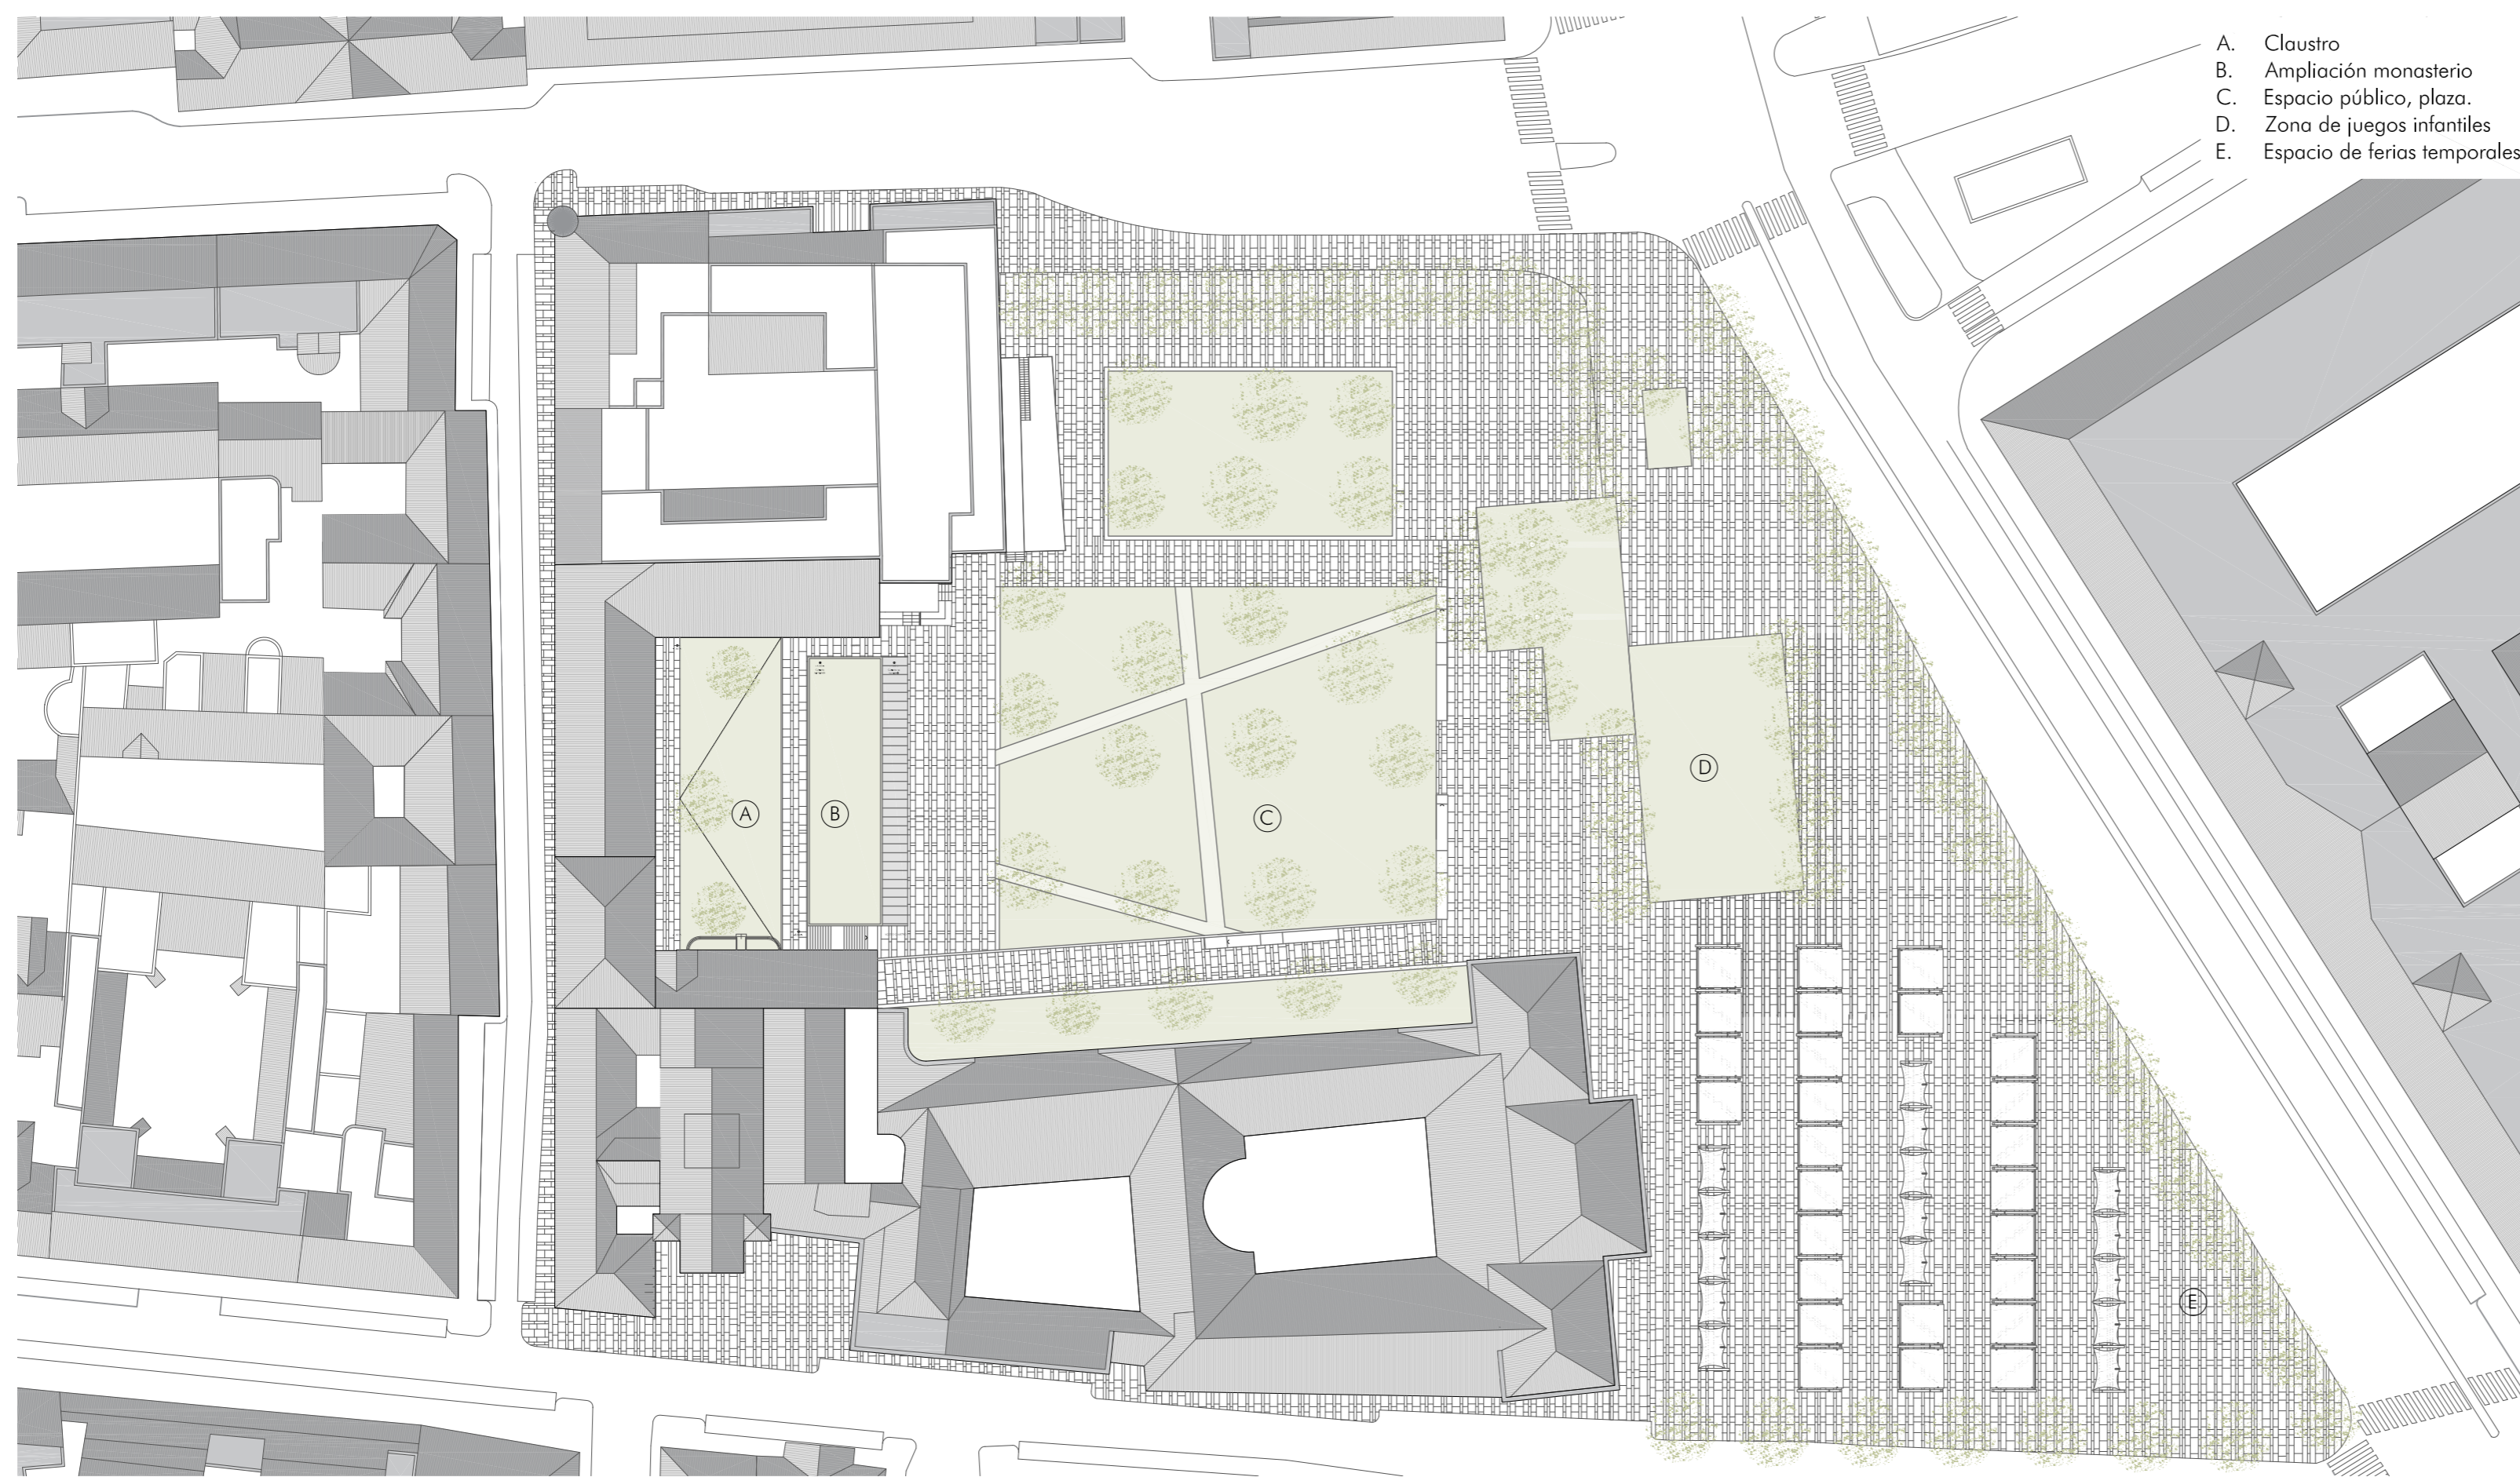 A. Claustro
B. Ampliación monasterio
C. Espacio público, plaza.
D. Zona de juegos infantiles
E. Espacio de ferias temporales
D
A
B
C
E